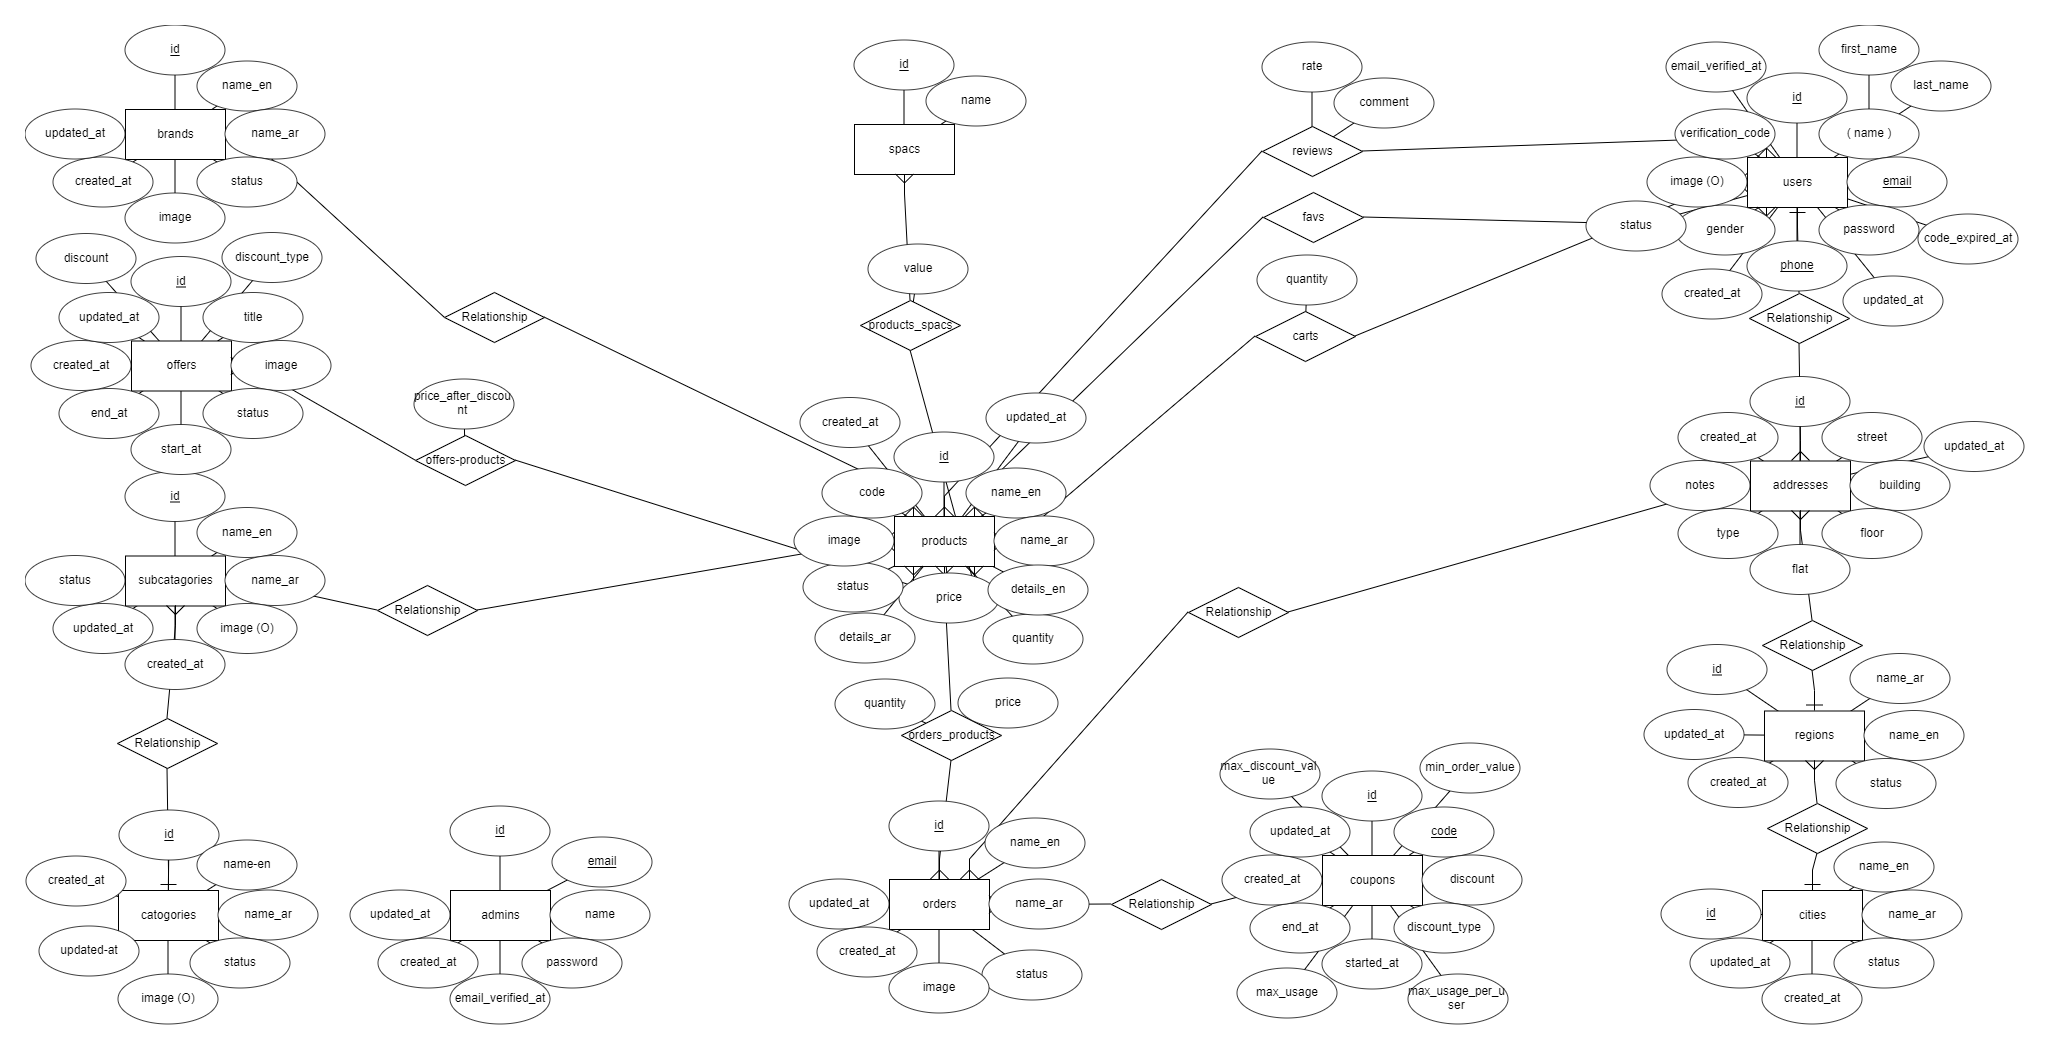 id
name_en
updated_at
brands
name_ar
created_at
status
image
discount
id
discount_type
updated_at
title
created_at
offers
image
end_at
status
start_at
id
name_en
status
subcatagories
name_ar
updated_at
image (O)
created_at
Relationship
id
name-en
created_at
catogories
name_ar
updated-at
status
image (O)
Relationship
price_after_discou
nt
offers-products
Relationship
id
email
updated_at
admins
name
created_at
password
email_verified_at
id
name
spacs
value
products_spacs
created_at
updated_at
id
code
name_en
image
products
name_ar
status
price
details_en
details_ar
quantity
quantity
price
orders_products
id
name_en
updated_at
orders
name_ar
created_at
status
image
rate
comment
reviews
favs
quantity
carts
Relationship
Relationship
max_discount_val
ue
id
min_order_value
updated_at
code
created_at
coupons
discount
end_at
discount_type
started_at
max_usage
max_usage_per_u
ser
email_verified_at
first_name
id
last_name
verification_code
( name )
image (O)
users
email
status
gender
password
code_expired_at
phone
created_at
updated_at
Relationship
id
created_at
street
updated_at
notes
addresses
building
type
floor
flat
Relationship
id
name_ar
updated_at
regions
name_en
created_at
status
Relationship
name_en
id
cities
name_ar
updated_at
status
created_at